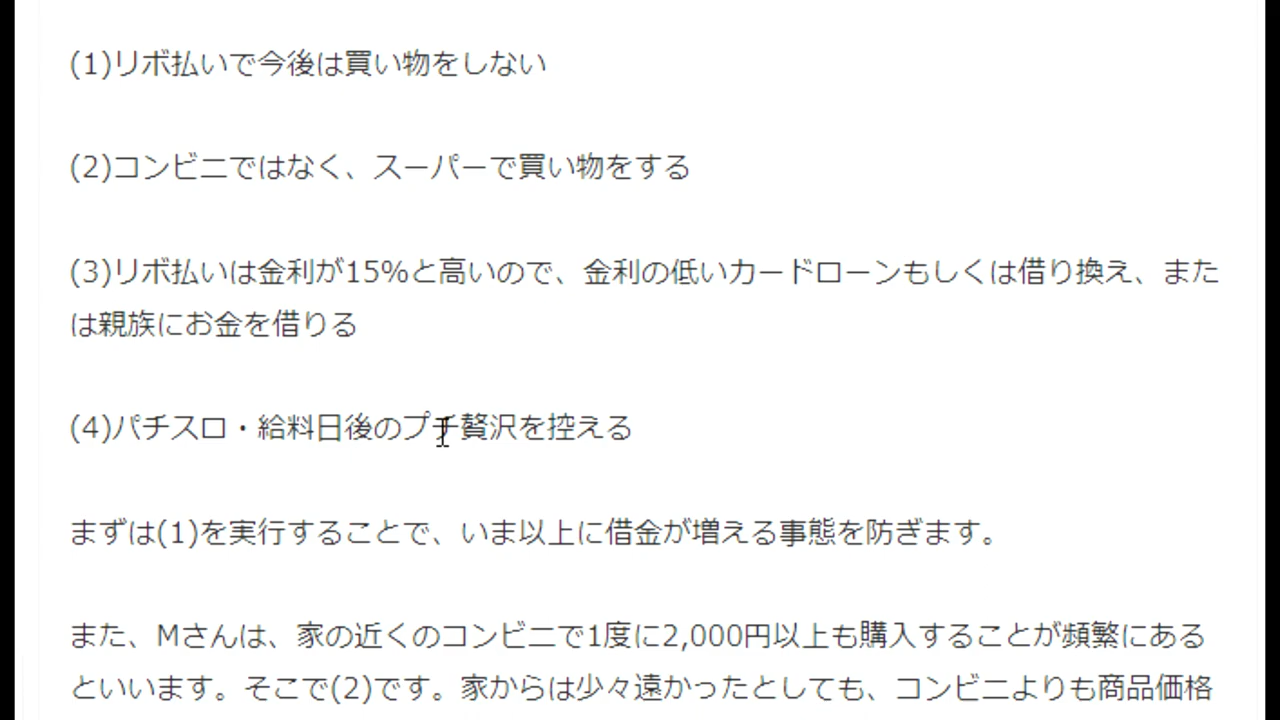 (1)リボ払いで今後は買い物をしない
(2)コンビニではなく、スーパーで買い物をする
(3)リボ払いは金利が15%と高いので、金利の低いカードローンもしくは借り換え、また
は親族にお金を借りる
(4)パチスロ・給料日後のプチ贅沢を控える
まずは(1)を実行することで、いま以上に借金が増える事態を防ぎます。
また、Mさんは、家の近くのコンビニで1度に2,000円以上も購入することが頻繁にある
といいます。そこで(2)です。家からは少々遠かったとしても、コンビニよりも商品価格